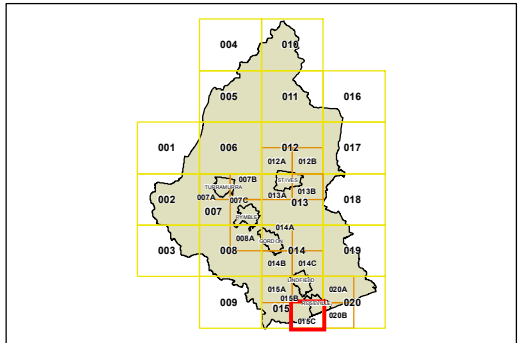 004 010
005 011 016
001 006 012 017
012A 012B
007B ST.IVES
TURRAMURRA
002 007A 007C 013A 013B 018
007 013
PYMBLE
014A
008A GORDON
003 008 014 019
014B 014C
LINDFIELD
015A 020A
015B ROSEVILLE
009 015 020
015C 020B